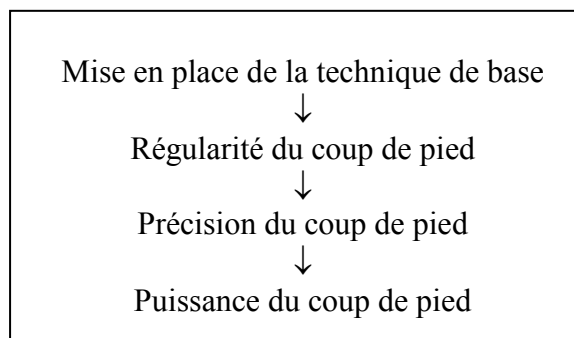 Mise en place de la technique de base
↓
Régularité du coup de pied
↓
Précision du coup de pied
↓
Puissance du coup de pied